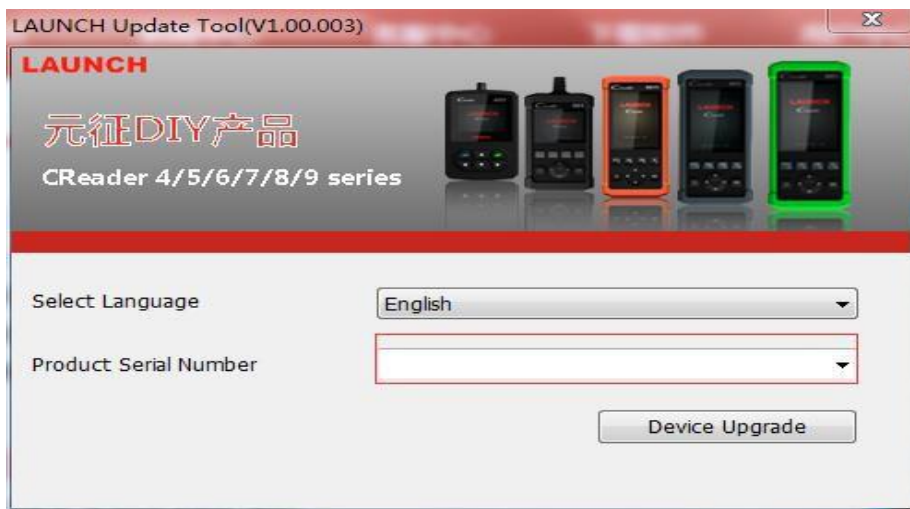 LAUNCH Update Tool(V1.00.003)
LAUNCH
元征DIY产品
CReader 4/5/6/7/8/9 series
Select Language
English
Product Serial Number
Device Upgrade